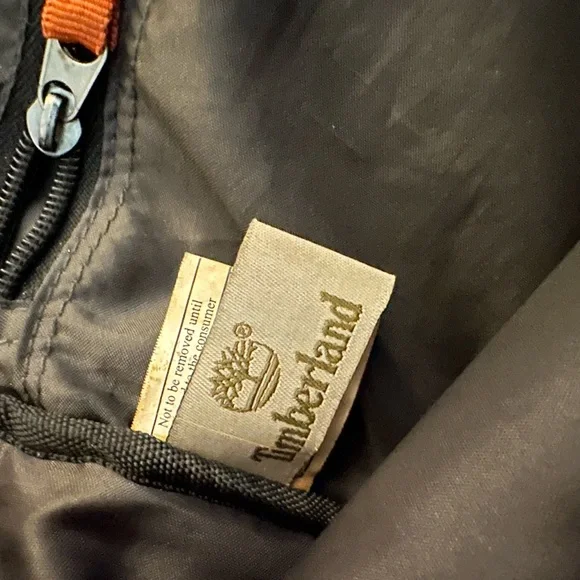 Not to be removed until
the consumer
®
Timberland